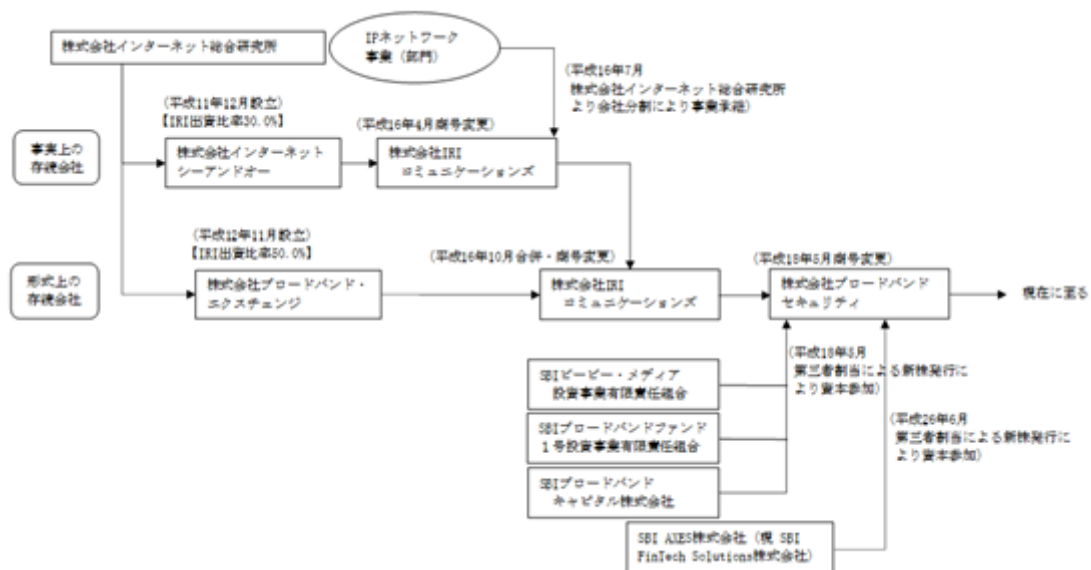 株式会社インターネット総合研究所
IPネットワーク
事業（部門）
（平成16年7月
株式会社インターネット総合研究所
より会社分割により事業承継）
（平成11年12月設立）
【IRI出資比率30.0%】
（平成16年4月商号変更）
事実上の
存続会社
株式会社インターネット
シーアンドオー
株式会社IRI
コミュニケーションズ
（平成12年11月設立）
【IRI出資比率50.0%】
（平成16年10月合併・商号変更）
（平成18年5月商号変更）
形式上の
存続会社
株式会社ブロードバンド・
エクスチェンジ
株式会社IRI
コミュニケーションズ
株式会社ブロードバンド
セキュリティ
現在に至る
（平成18年3月
第三者割当による新株発行に
より資本参加）
SBIビービー・メディア
投資事業有限責任組合
SBIブロードバンドファンド
1号投資事業有限責任組合
（平成26年6月
第三者割当による新株発行に
より資本参加）
SBIブロードバンド
キャピタル株式会社
SBI AXES株式会社（現 SBI
FinTech Solutions株式会社）